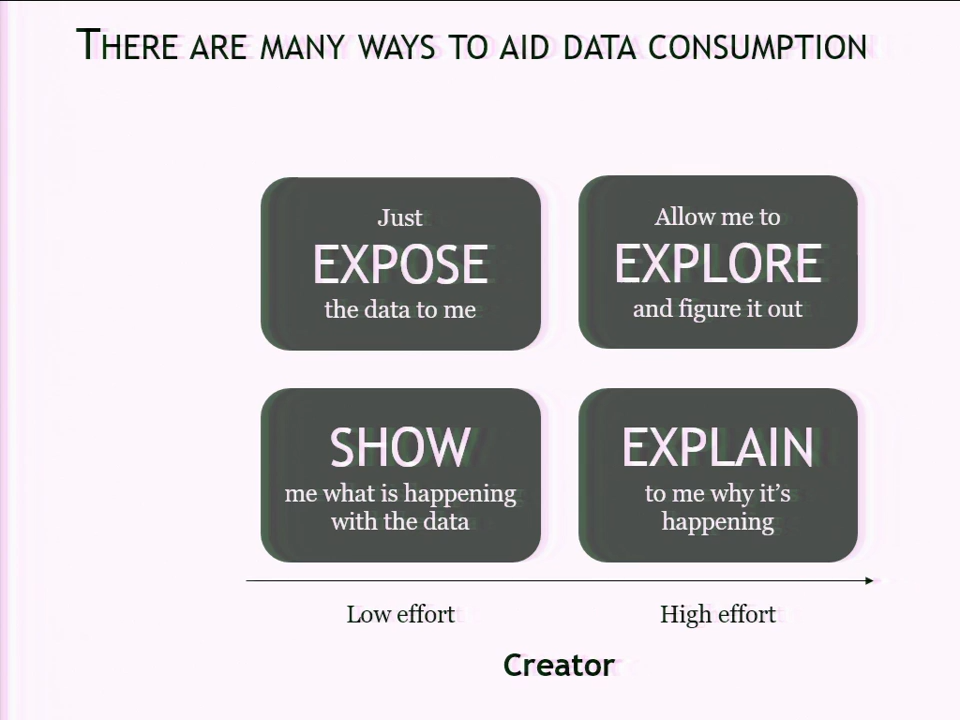 THERE ARE MANY WAYS TO AID DATA CONSUMPTION
Just
EXPOSE
the data to me
Allow me to
EXPLORE
and figure it out
SHOW
me what is happening
with the data
EXPLAIN
to me why it’s
happening
Low effort
High effort
Creator